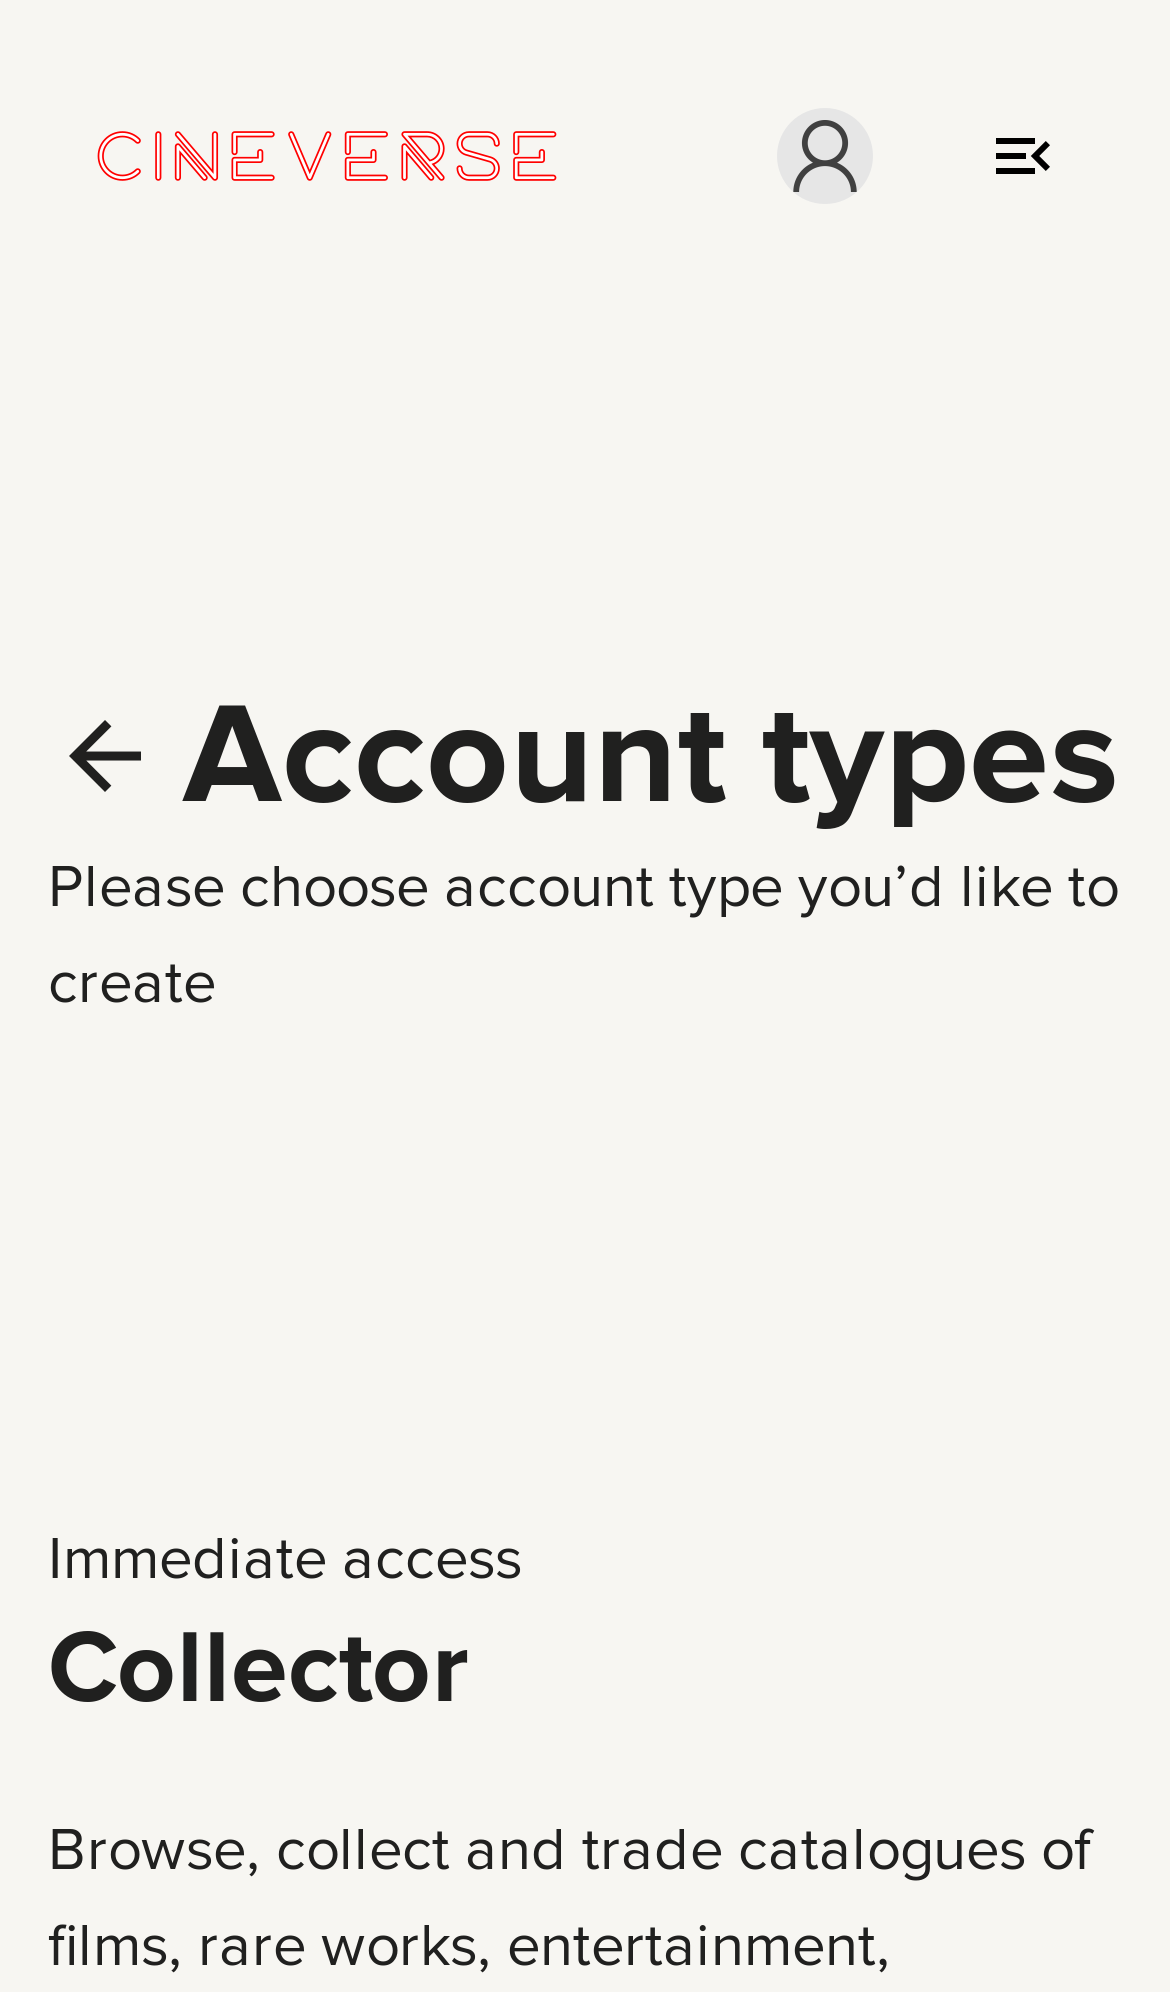 CINEVERSE
Account types
Please choose account type you’d like to
create
Immediate access
Collector
Browse, collect and trade catalogues of
films, rare works, entertainment,